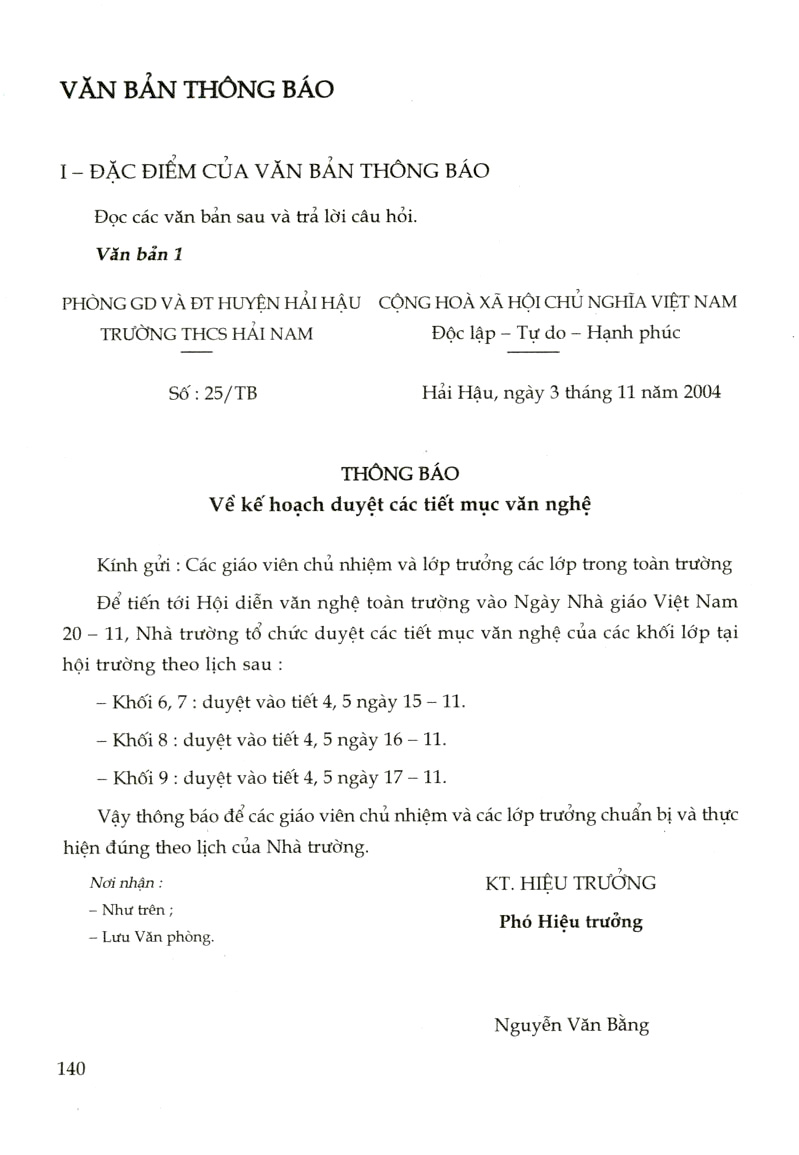 VĂN BẢN THÔNG BÁO
I – ĐẶC ĐIỂM CỦA VĂN BẢN THÔNG BÁO
Đọc các văn bản sau và trả lời câu hỏi.
Văn bản 1
PHÒNG GD VÀ ĐT HUYỆN HẢI HẬU CỘNG HOÀ XÃ HỘI CHỦ NGHĨA VIỆT NAM
TRƯỜNG THCS HẢI NAM Độc lập – Tự do – Hạnh phúc
Số : 25/TB Hải Hậu, ngày 3 tháng 11 năm 2004
THÔNG BÁO
Về kế hoạch duyệt các tiết mục văn nghệ
Kính gửi : Các giáo viên chủ nhiệm và lớp trưởng các lớp trong toàn trường
Để tiến tới Hội diễn văn nghệ toàn trường vào Ngày Nhà giáo Việt Nam
20 – 11, Nhà trường tổ chức duyệt các tiết mục văn nghệ của các khối lớp tại
hội trường theo lịch sau :
– Khối 6, 7 : duyệt vào tiết 4, 5 ngày 15 – 11.
– Khối 8 : duyệt vào tiết 4, 5 ngày 16 – 11.
– Khối 9 : duyệt vào tiết 4, 5 ngày 17 – 11.
Vậy thông báo để các giáo viên chủ nhiệm và các lớp trưởng chuẩn bị và thực
hiện đúng theo lịch của Nhà trường.
Nơi nhận : KT. HIỆU TRƯỞNG
– Như trên ; Phó Hiệu trưởng
– Lưu Văn phòng.
Nguyễn Văn Bằng
140